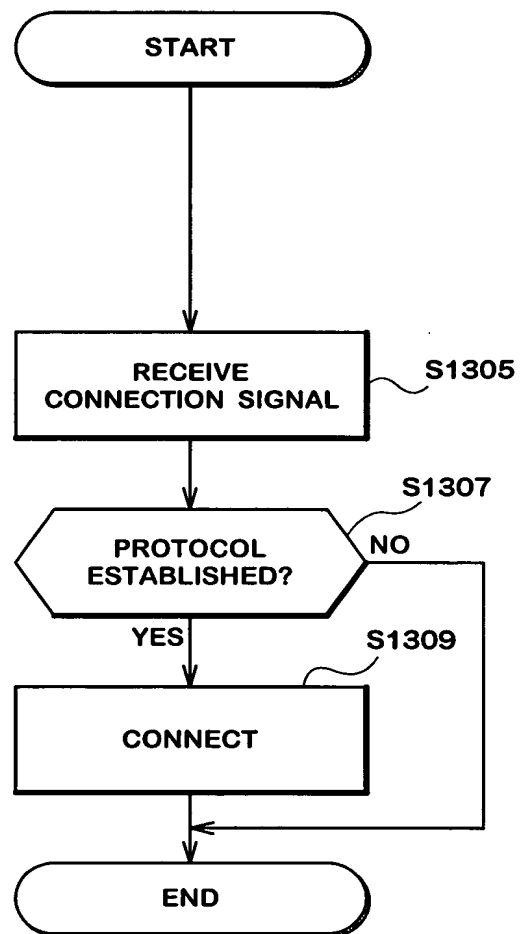 START
RECEIVE
CONNECTION SIGNAL
S1305
S1307
PROTOCOL
ESTABLISHED?
NO
YES
S1309
CONNECT
END